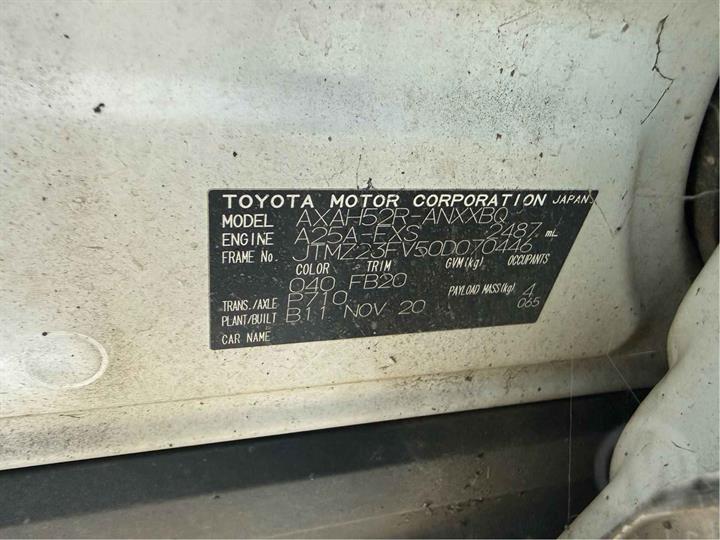 TOYOTA MOTOR CORPORATION JAPAN
MODEL AXAH52R-ANXXBQ
ENGINE A25A-FXS 2487 mL
FRAME No. JTMZ23FV50D070446
COLOR TRIM GVM(kg) OCCUPANTS
040 FB20 4
TRANS./AXLE P710 PAYLOAD MASS(kg) 065
PLANT/BUILT B11 NOV 20
CAR NAME